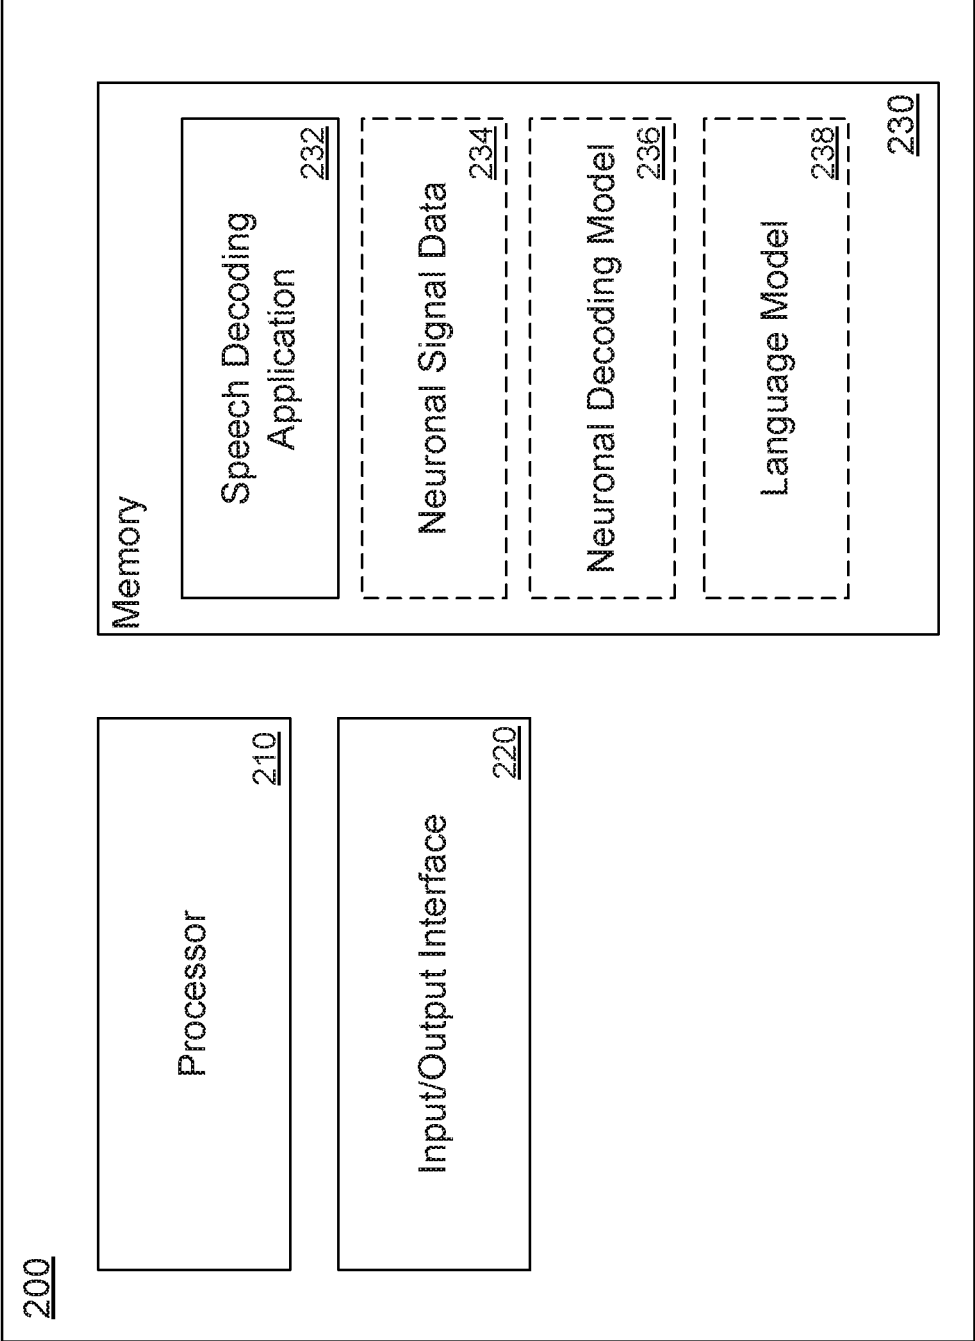 200
Processor
210
Input/Output Interface
220
Memory
Speech Decoding
Application
232
Neuronal Signal Data
234
Neuronal Decoding Model
236
Language Model
238
230